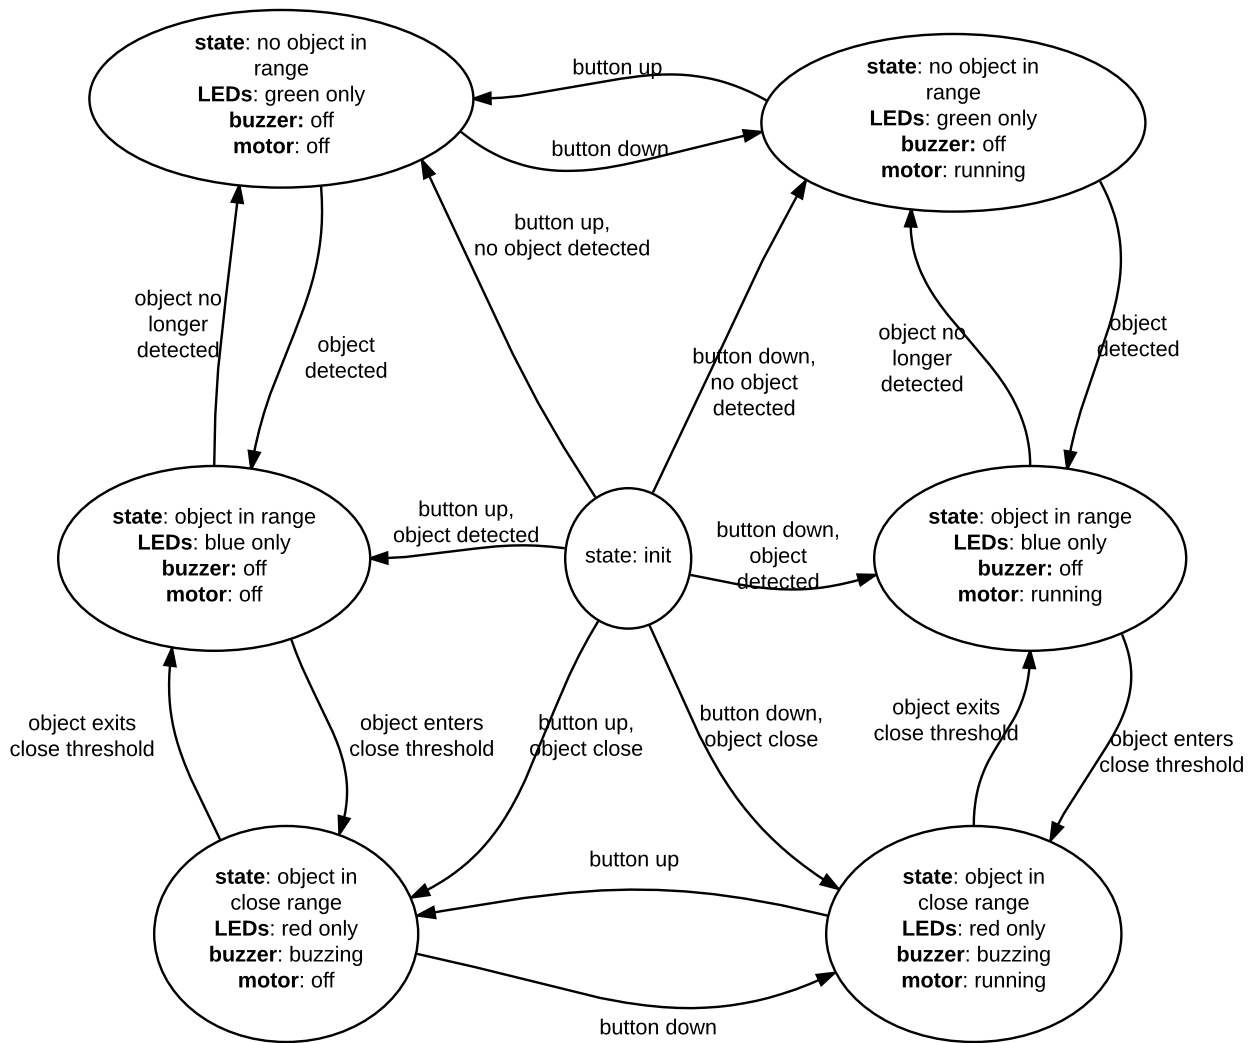 state: no object in
range
LEDs: green only
buzzer: off
motor: off
button up
button down
state: no object in
range
LEDs: green only
buzzer: off
motor: running
button up,
no object detected
object no
longer
detected
object
detected
button down,
no object
detected
object no
longer
detected
object
detected
state: object in range
LEDs: blue only
buzzer: off
motor: off
button up,
object detected
state: init
button down,
object
detected
state: object in range
LEDs: blue only
buzzer: off
motor: running
object exits
close threshold
object enters
close threshold
button up,
object close
button down,
object close
object exits
close threshold
object enters
close threshold
state: object in
close range
LEDs: red only
buzzer: buzzing
motor: off
button up
button down
state: object in
close range
LEDs: red only
buzzer: buzzing
motor: running